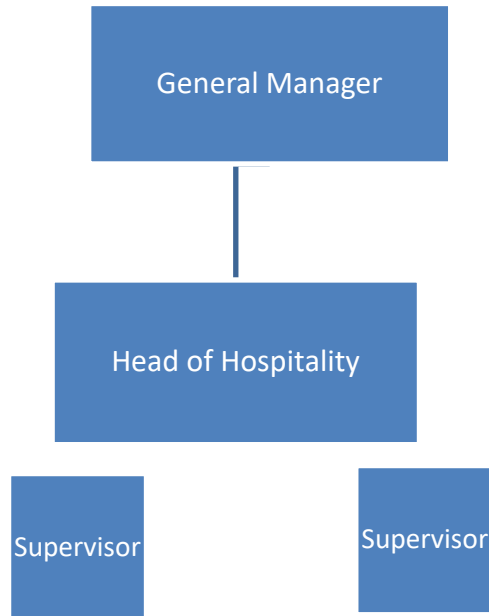 General Manager
Head of Hospitality
Supervisor
Supervisor